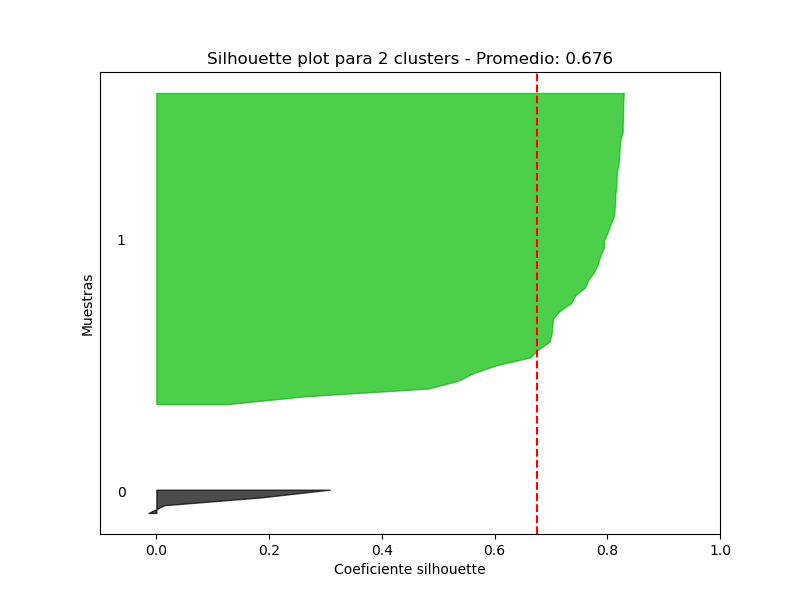 Silhouette plot para 2 clusters - Promedio: 0.676
1
Muestras
0
0.0 0.2 0.4 0.6 0.8 1.0
Coeficiente silhouette